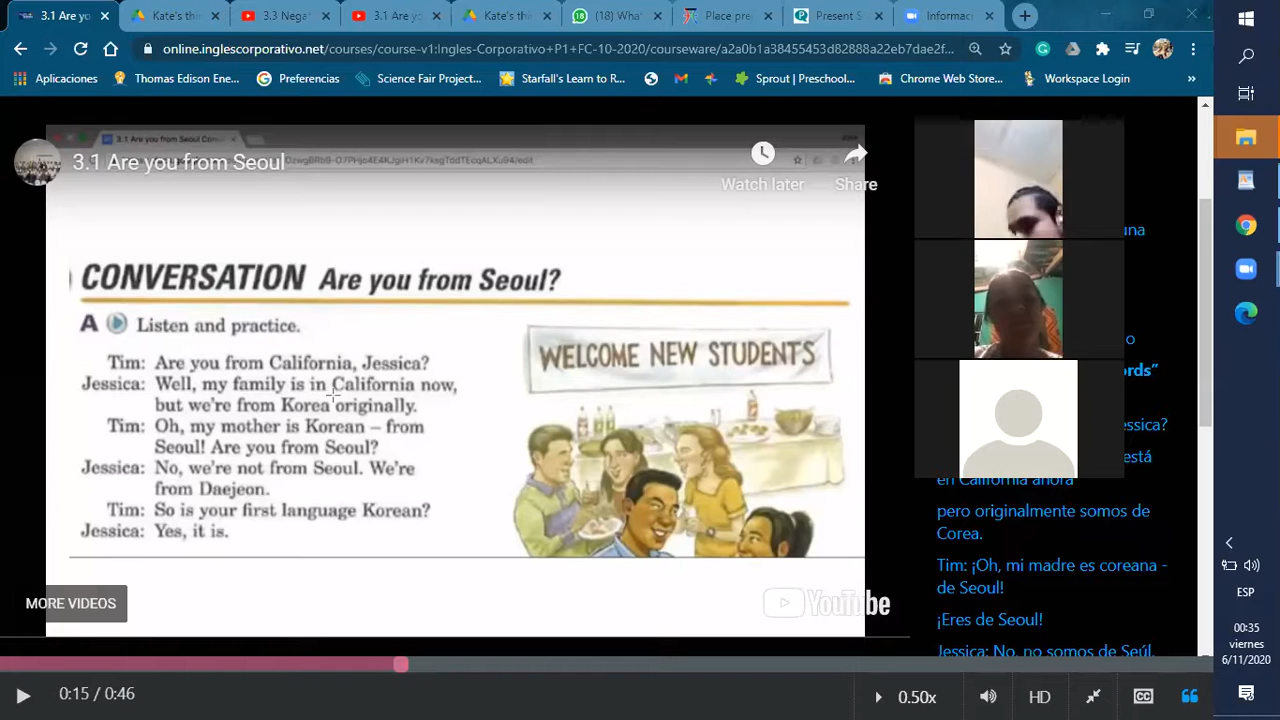 3.1 Are yo
Kate's thi
3.3 Negat
3.1 Are yo
Kate's thi
(18) Wha
Place pre
Present S
Informac
online.inglescorporativo.net/courses/course-v1:Ingles-Corporativo+P1+FC-10-2020/courseware/a2a0b1a38455453d82888a22eb7dae2f...
Aplicaciones
Thomas Edison Ene...
Preferencias
Science Fair Project...
Starfall's Learn to R...
Sprout | Preschool...
Chrome Web Store...
Workspace Login
»
3.1 Are you from Seoul
Watch later
Share
CONVERSATION Are you from Seoul?
A Listen and practice.
Tim: Are you from California, Jessica?
Jessica: Well, my family is in California now,
but we're from Korea originally.
Tim: Oh, my mother is Korean – from
Seoul! Are you from Seoul?
Jessica: No, we're not from Seoul. We're
from Daejeon.
Tim: So is your first language Korean?
Jessica: Yes, it is.
WELCOME NEW STUDENTS
MORE VIDEOS
YouTube
una
o
ords”
essica?
está
en California ahora
pero originalmente somos de
Corea.
Tim: ¡Oh, mi madre es coreana -
de Seoul!
¡Eres de Seoul!
Jessica: No, no somos de Seúl.
0:15 / 0:46
0.50x
HD
CC
ESP
00:35
viernes
6/11/2020